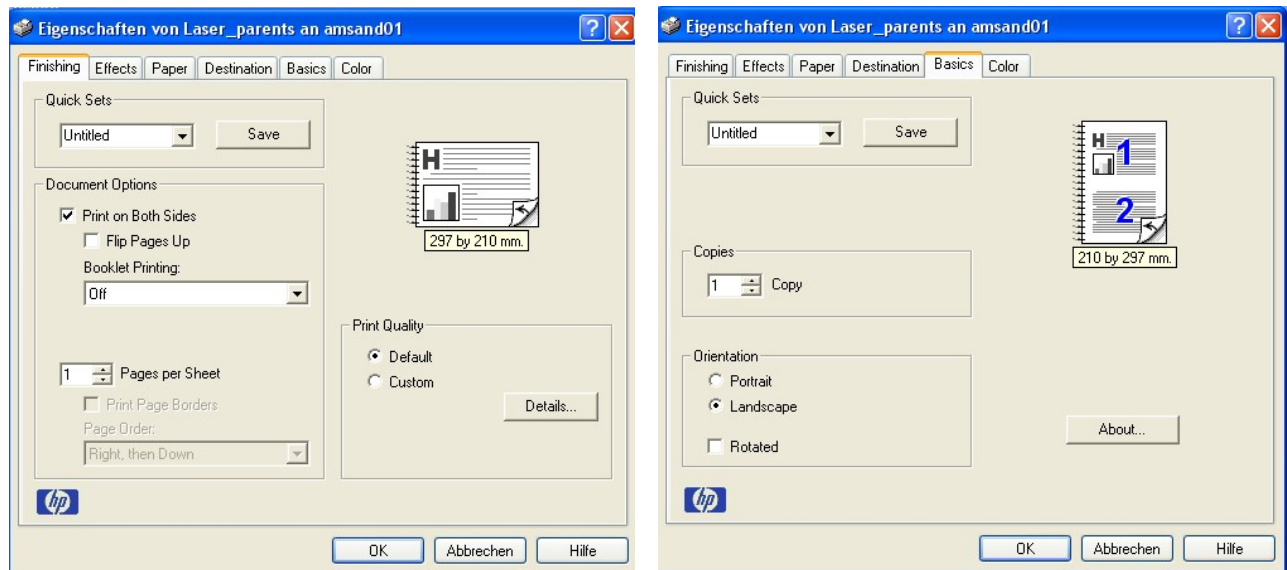 Eigenschaften von Laser_parents an amsand01
Finishing Effects Paper Destination Basics Color
Quick Sets
Untitled Save
H
297 by 210 mm.
Document Options
Print on Both Sides
Flip Pages Up
Booklet Printing:
Off
1 Pages per Sheet
Print Page Borders
Page Order:
Right, then Down
Print Quality
Default
Custom
Details...
hp
OK Abbrechen Hilfe
Eigenschaften von Laser_parents an amsand01
Finishing Effects Paper Destination Basics Color
Quick Sets
Untitled Save
H 1
2
210 by 297 mm.
Copies
1 Copy
Orientation
Portrait
Landscape
Rotated
About...
hp
OK Abbrechen Hilfe